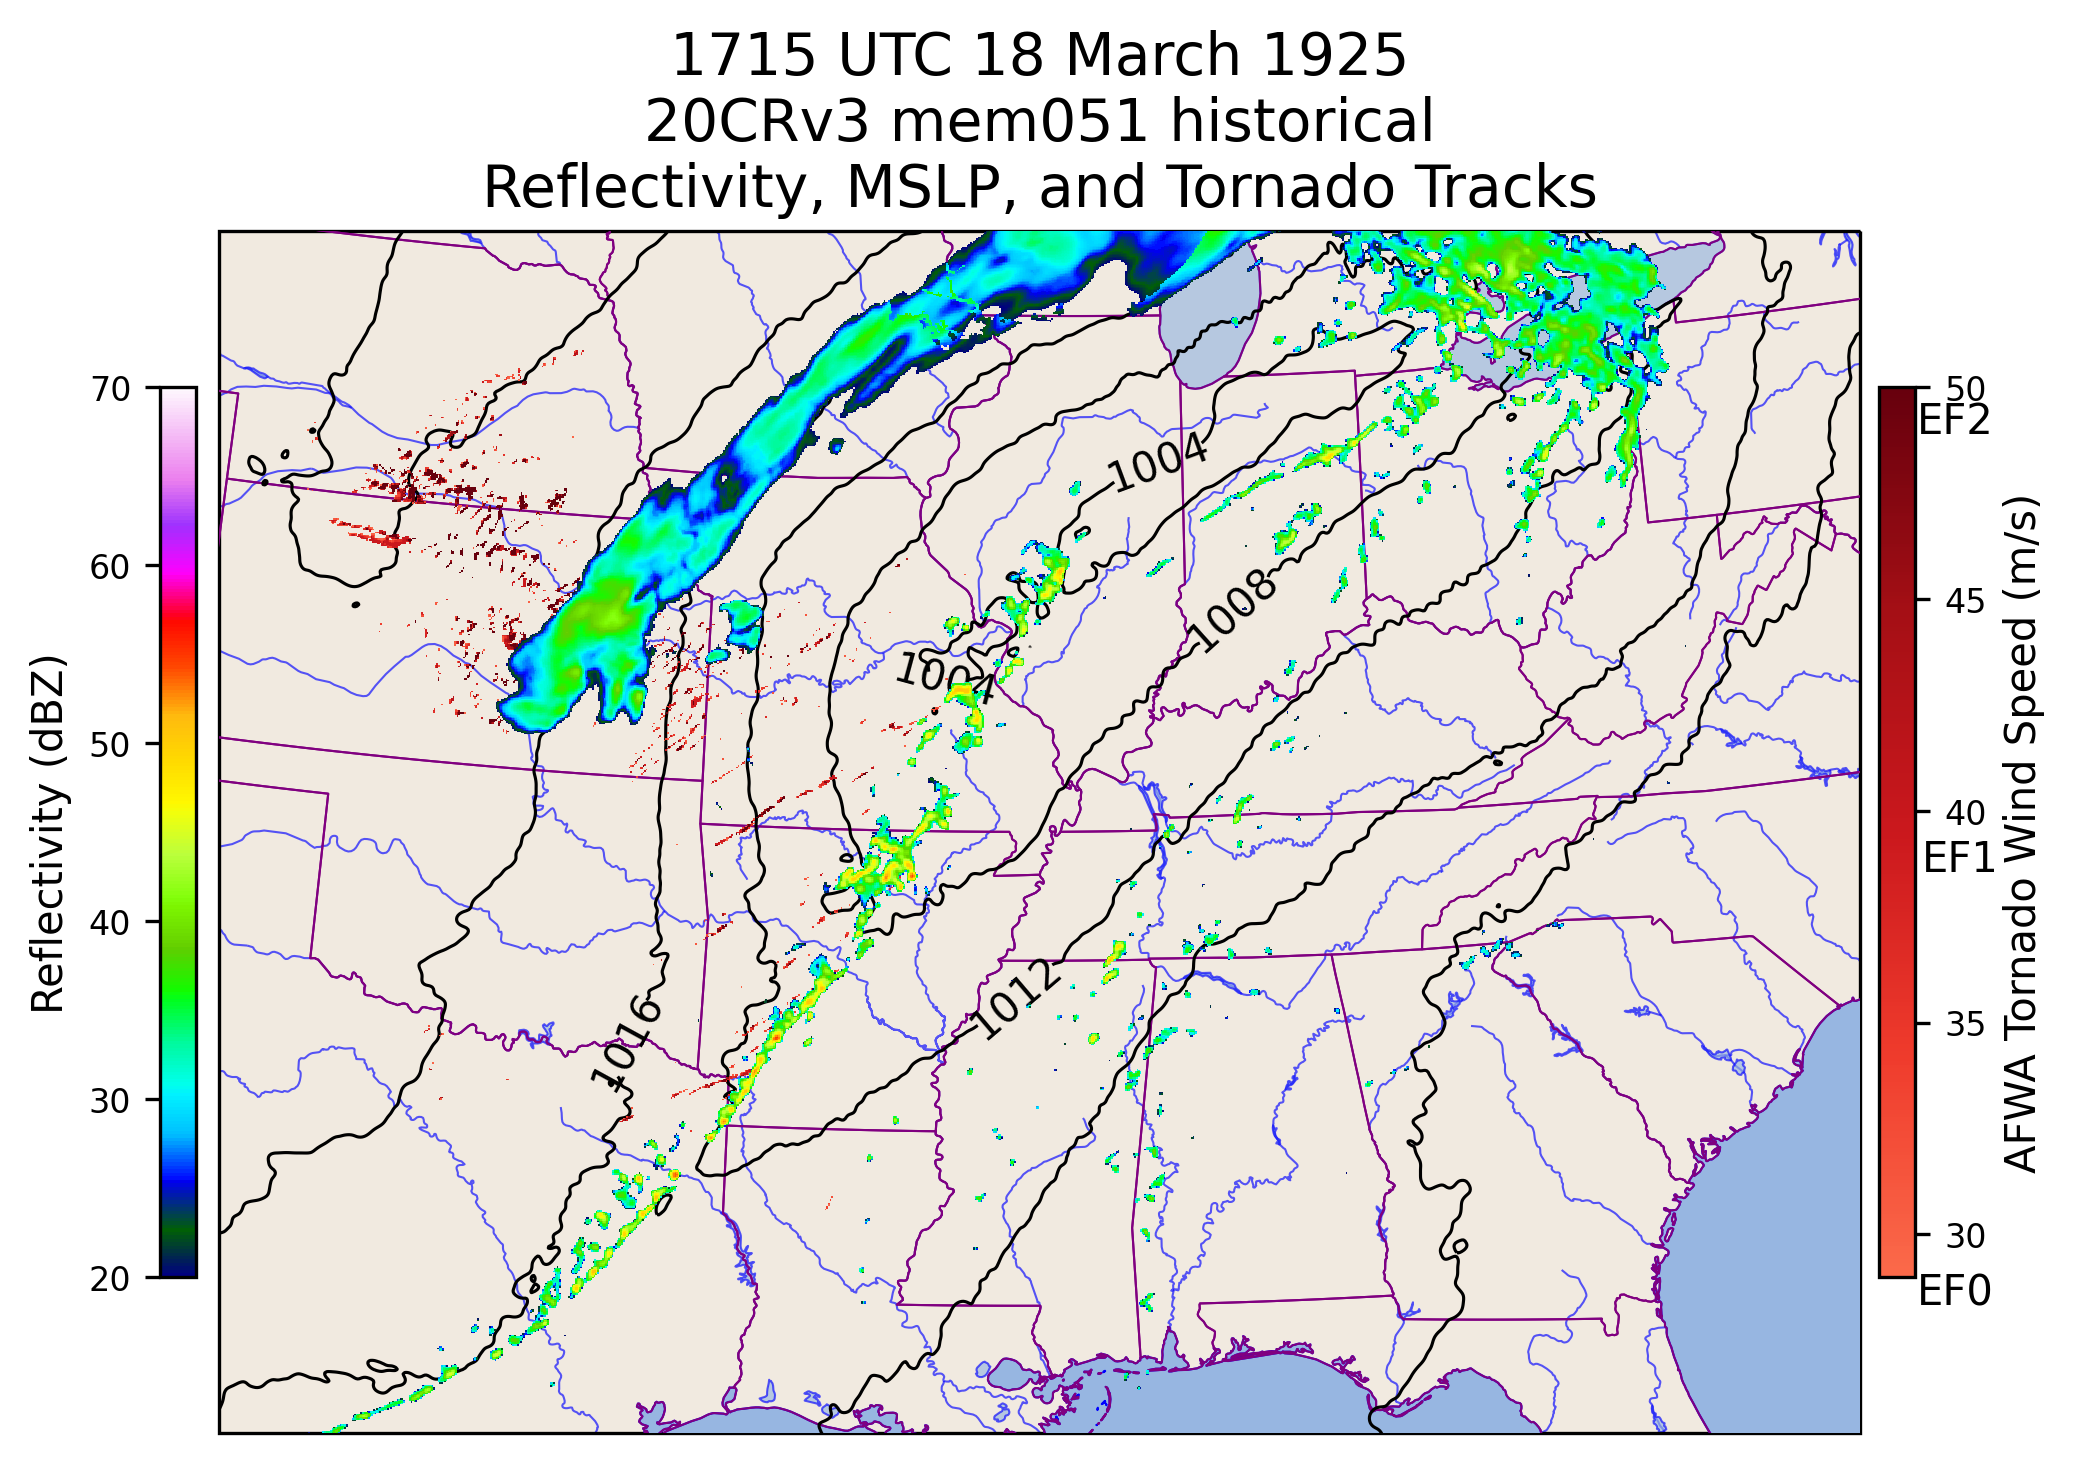 1715 UTC 18 March 1925
20CRv3 mem051 historical
Reflectivity, MSLP, and Tornado Tracks
Reflectivity (dBZ)
70
60
50
40
30
20
1004
1008
1004
1012
1016
50
EF2
45
40
EF1
35
30
EF0
AFWA Tornado Wind Speed (m/s)